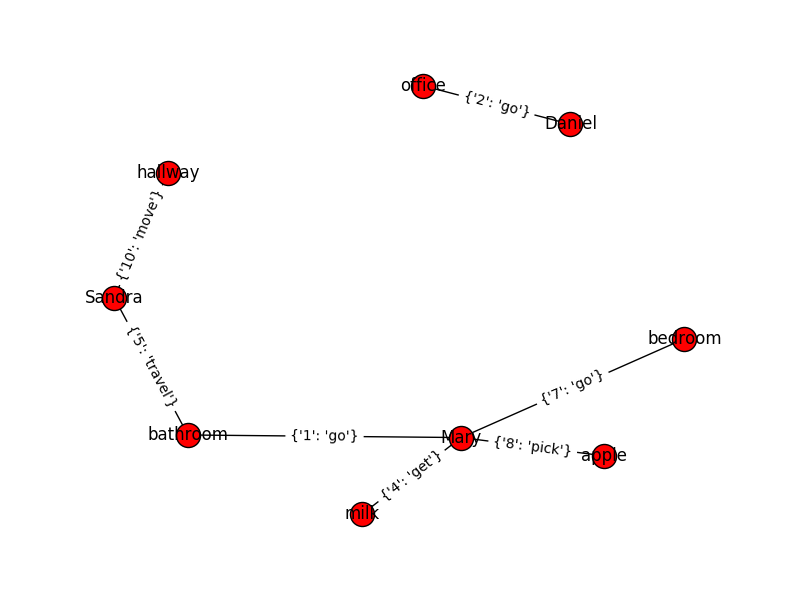 office
{'2': 'go'}
Daniel
hallway
{'10': 'move'}
Sandra
{'5': 'travel'}
bedroom
{'7': 'go'}
bathroom
{'1': 'go'}
Mary
{'8': 'pick'}
apple
{'4': 'get'}
milk